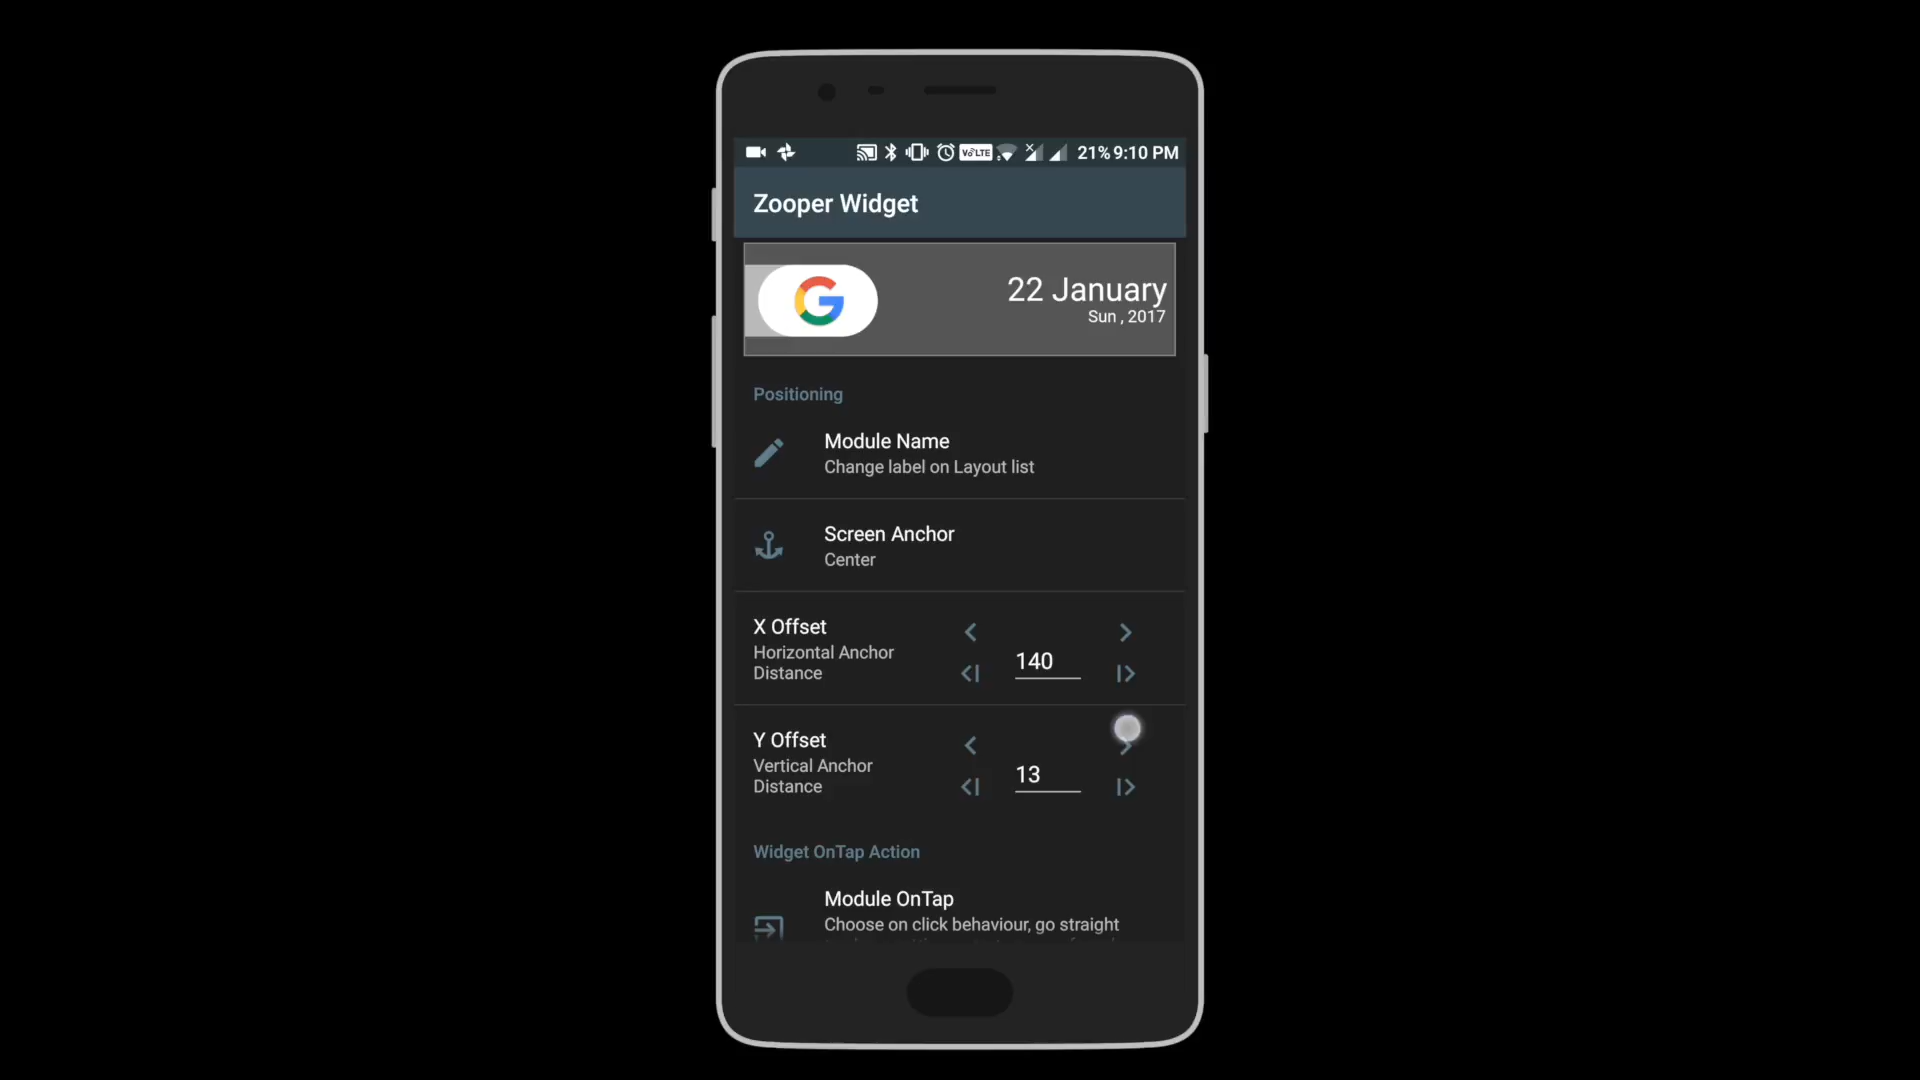 VoLTE 21% 9:10 PM
Zooper Widget
22 January
Sun , 2017
Positioning
Module Name
Change label on Layout list
Screen Anchor
Center
X Offset
Horizontal Anchor
Distance
140
Y Offset
Vertical Anchor
Distance
13
Widget OnTap Action
Module OnTap
Choose on click behaviour, go straight